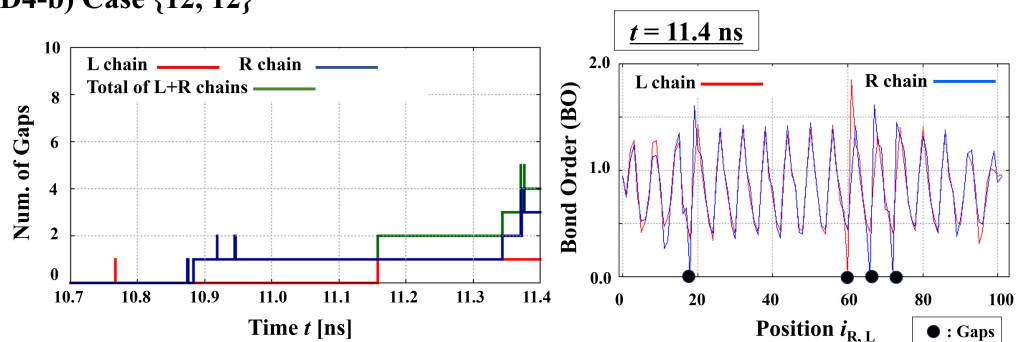 D4-b) Case {12, 12}
10
8
6
4
2
0
Num. of Gaps
L chain
R chain
Total of L+R chains
10.7
10.8
10.9
11.0
11.1
11.2
11.3
11.4
Time t [ns]
t = 11.4 ns
2.0
1.0
0.0
Bond Order (BO)
L chain
R chain
0
20
40
60
80
100
Position iR, L
: Gaps